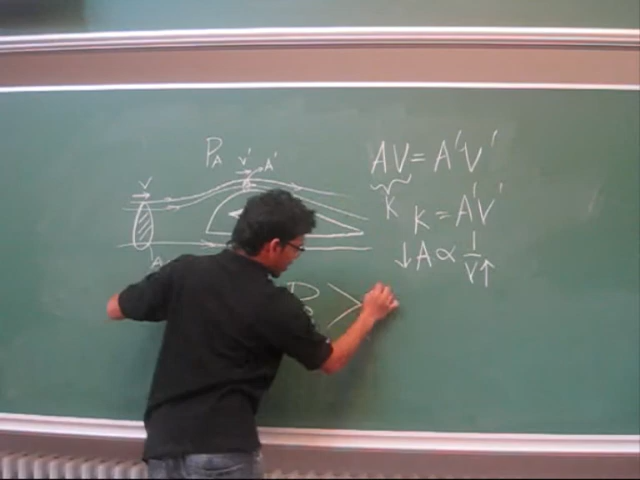 P_A
V' A'
V
A
AV = A'V'
K
K = A'V'
↓A ∝ 1/V↑
>